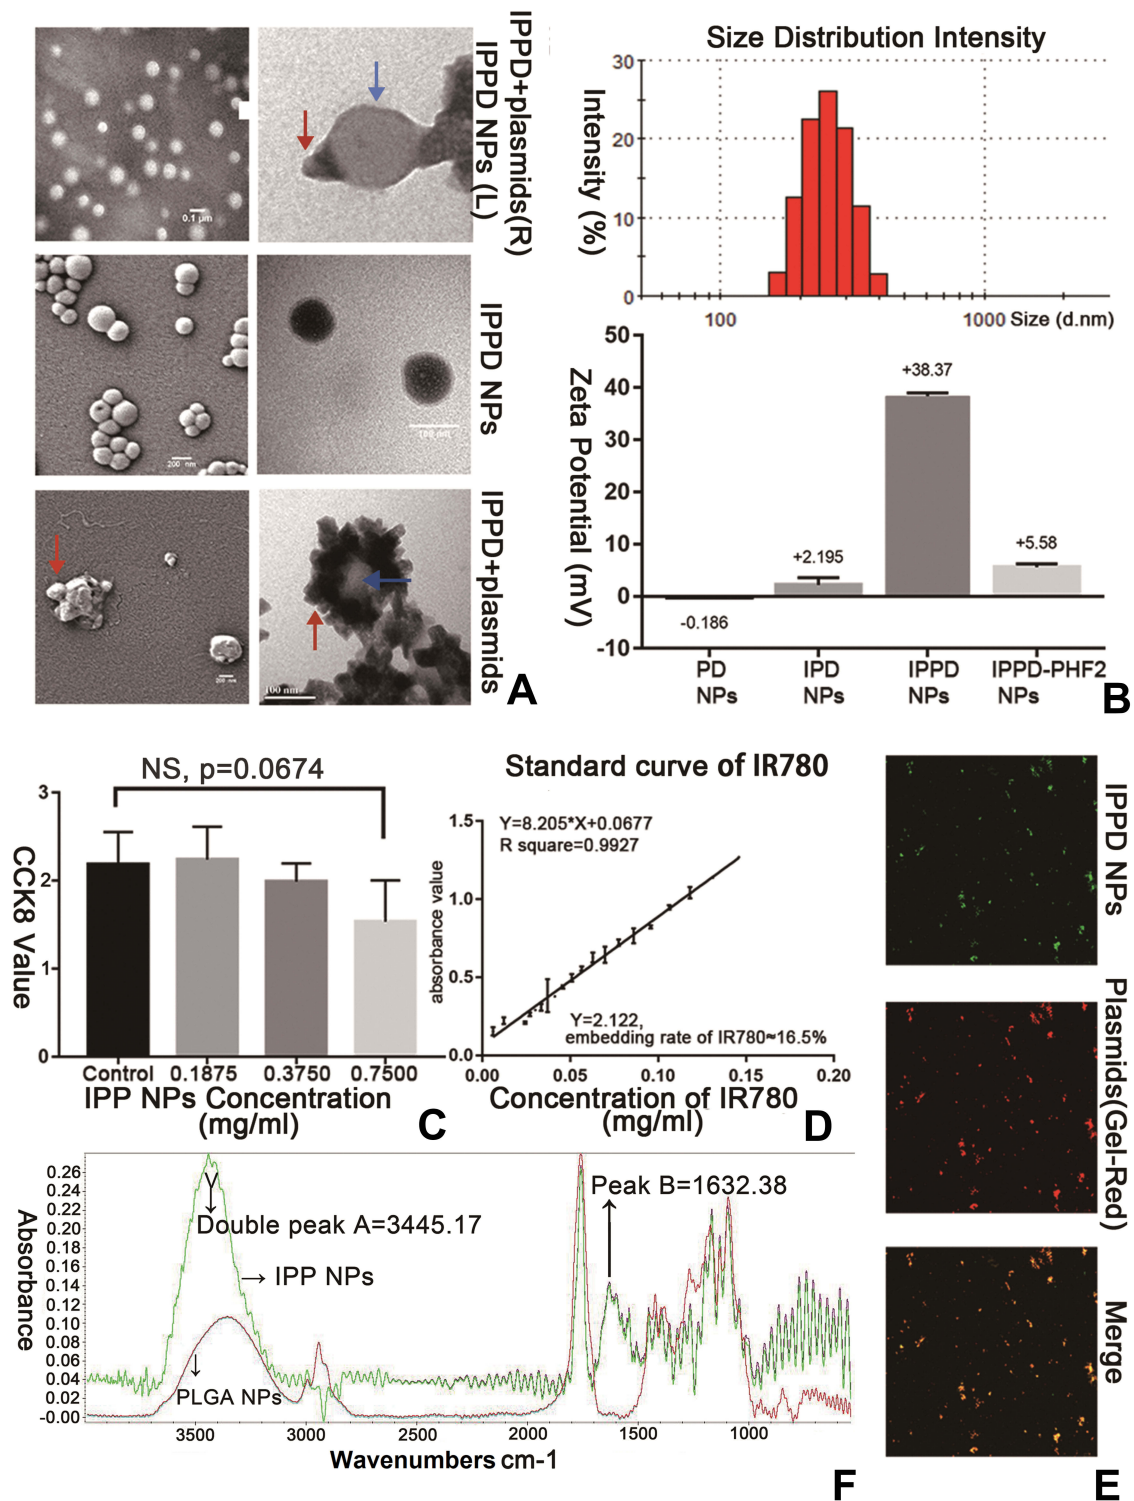 IPPD+plasmids(R)
IPPD NPs (L)
0.1 µm
IPPD NPs
200 nm
100 nm
IPPD+plasmids
200 nm
100 nm
A
Size Distribution Intensity
Intensity (%)
30
20
10
0
100
1000 Size (d.nm)
Zeta Potential (mV)
50
40
30
20
10
0
-10
-0.186
+2.195
+38.37
+5.58
PD
NPs
IPD
NPs
IPPD
NPs
IPPD-PHF2
NPs
B
NS, p=0.0674
CCK8 Value
3
2
1
0
Control
0.1875
0.3750
0.7500
IPP NPs Concentration
(mg/ml)
C
Standard curve of IR780
Y=8.205*X+0.0677
R square=0.9927
absorbance value
1.5
1.0
0.5
0.0
Y=2.122,
embedding rate of IR780≈16.5%
0.00
0.05
0.10
0.15
0.20
Concentration of IR780
(mg/ml)
D
IPPD NPs
Plasmids(Gel-Red)
Merge
E
Absorbance
0.26
0.24
0.22
0.20
0.18
0.16
0.14
0.12
0.10
0.08
0.06
0.04
0.02
-0.00
Double peak A=3445.17
IPP NPs
PLGA NPs
Peak B=1632.38
3500
3000
2500
2000
1500
1000
Wavenumbers cm-1
F